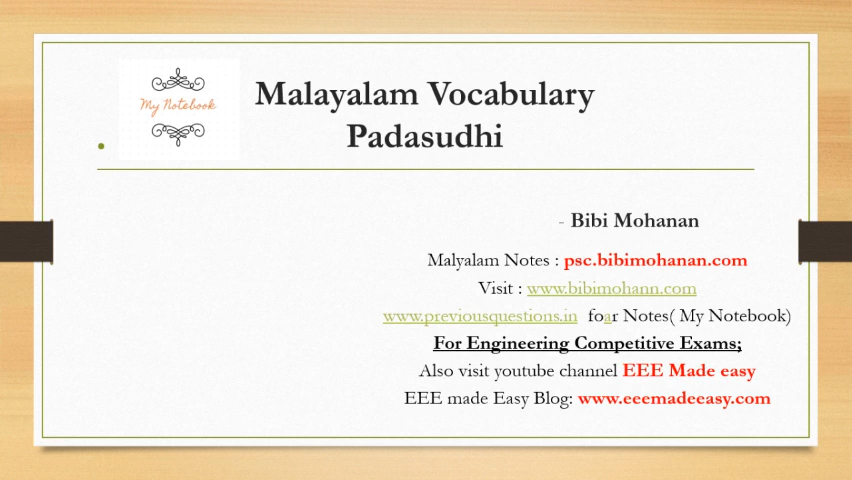 My Notebook
Malayalam Vocabulary
Padasudhi
- Bibi Mohanan
Malyalam Notes : psc.bibimohanan.com
Visit : www.bibimohann.com
www.previousquestions.in foar Notes( My Notebook)
For Engineering Competitive Exams;
Also visit youtube channel EEE Made easy
EEE made Easy Blog: www.eeemadeeasy.com